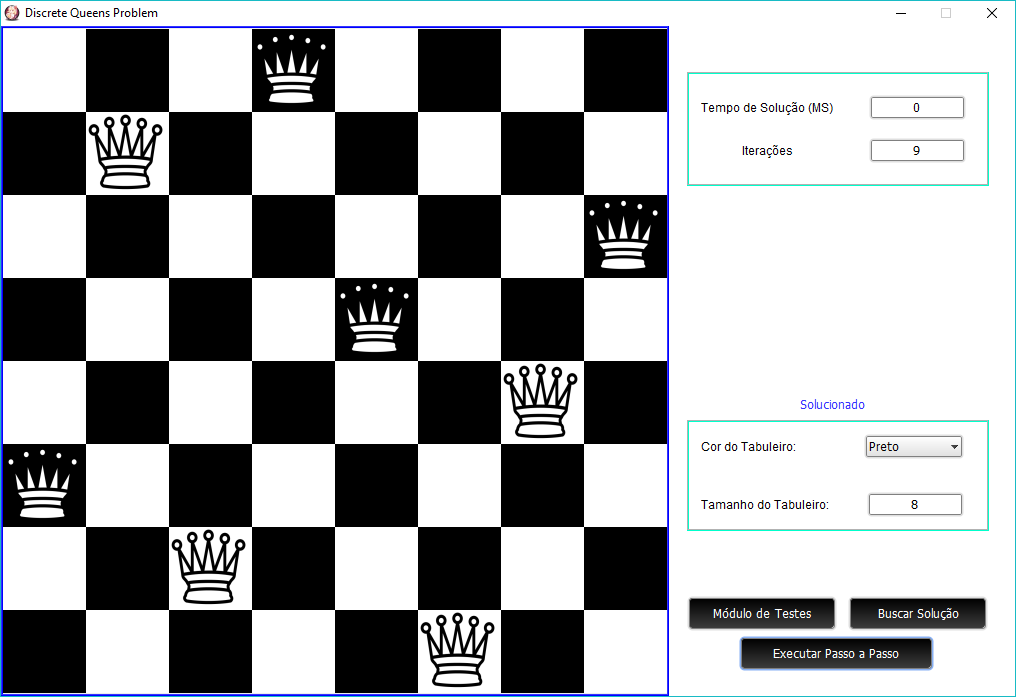 Discrete Queens Problem
Tempo de Solução (MS)
0
Iterações
9
Solucionado
Cor do Tabuleiro:
Preto
Tamanho do Tabuleiro:
8
Módulo de Testes
Buscar Solução
Executar Passo a Passo